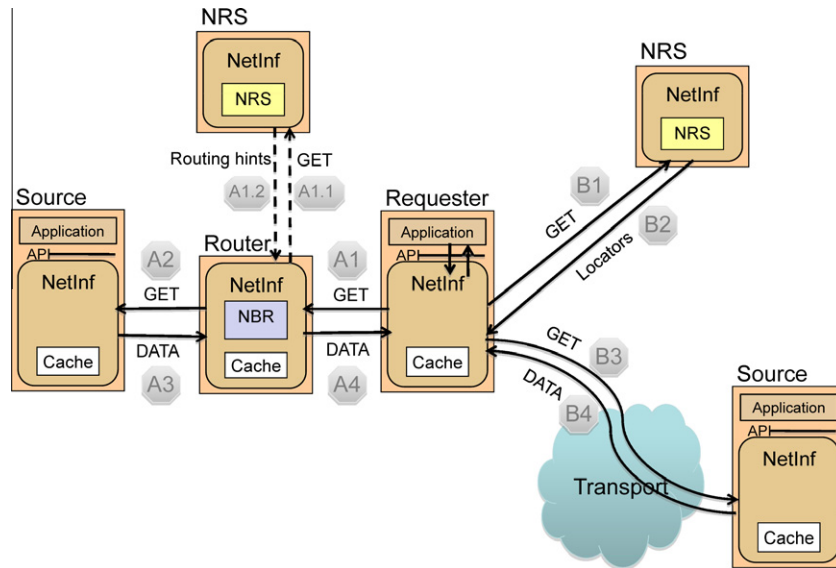 NRS
NetInf
NRS
Routing hints
GET
A1.2
A1.1
NRS
NetInf
NRS
B1
GET
B2
Locators
Source
Application
API
NetInf
Cache
A2
GET
DATA
A3
Router
NetInf
NBR
Cache
A1
GET
DATA
A4
Requester
Application
API
NetInf
Cache
GET
B3
DATA
B4
Transport
Source
Application
API
NetInf
Cache